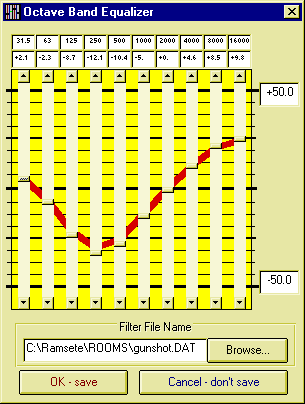 Octave Band Equalizer
31.5 63 125 250 500 1000 2000 4000 8000 16000
+2.1 -2.3 -8.7 -12.1 -10.4 -5. +0. +4.6 +8.5 +9.8
+50.0
-50.0
Filter File Name
C:\Ramsete\ROOMS\gunshot.DAT Browse...
OK - save Cancel - don't save